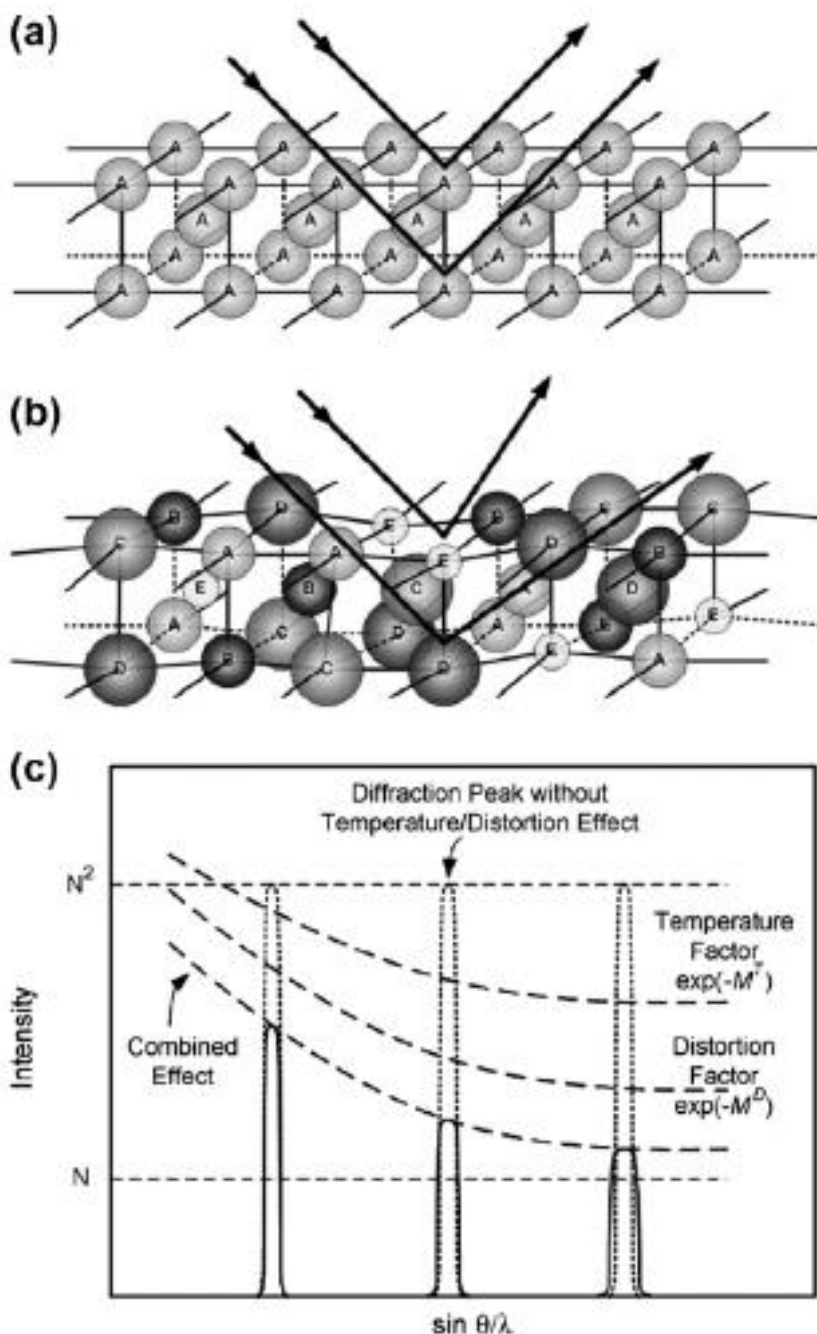 (a)
A A A A A A
A A A A A A
A A A A A
A A A A A A
A A A A A A
(b)
B D E B C C
C A A E D B
E B C A D
A C D A B E
D B C D E A
(c)
Diffraction Peak without
Temperature/Distortion Effect
N²
Temperature
Factor
exp(-Mᵀ)
Combined
Effect
Distortion
Factor
exp(-Mᴰ)
N
Intensity
sin θ/λ